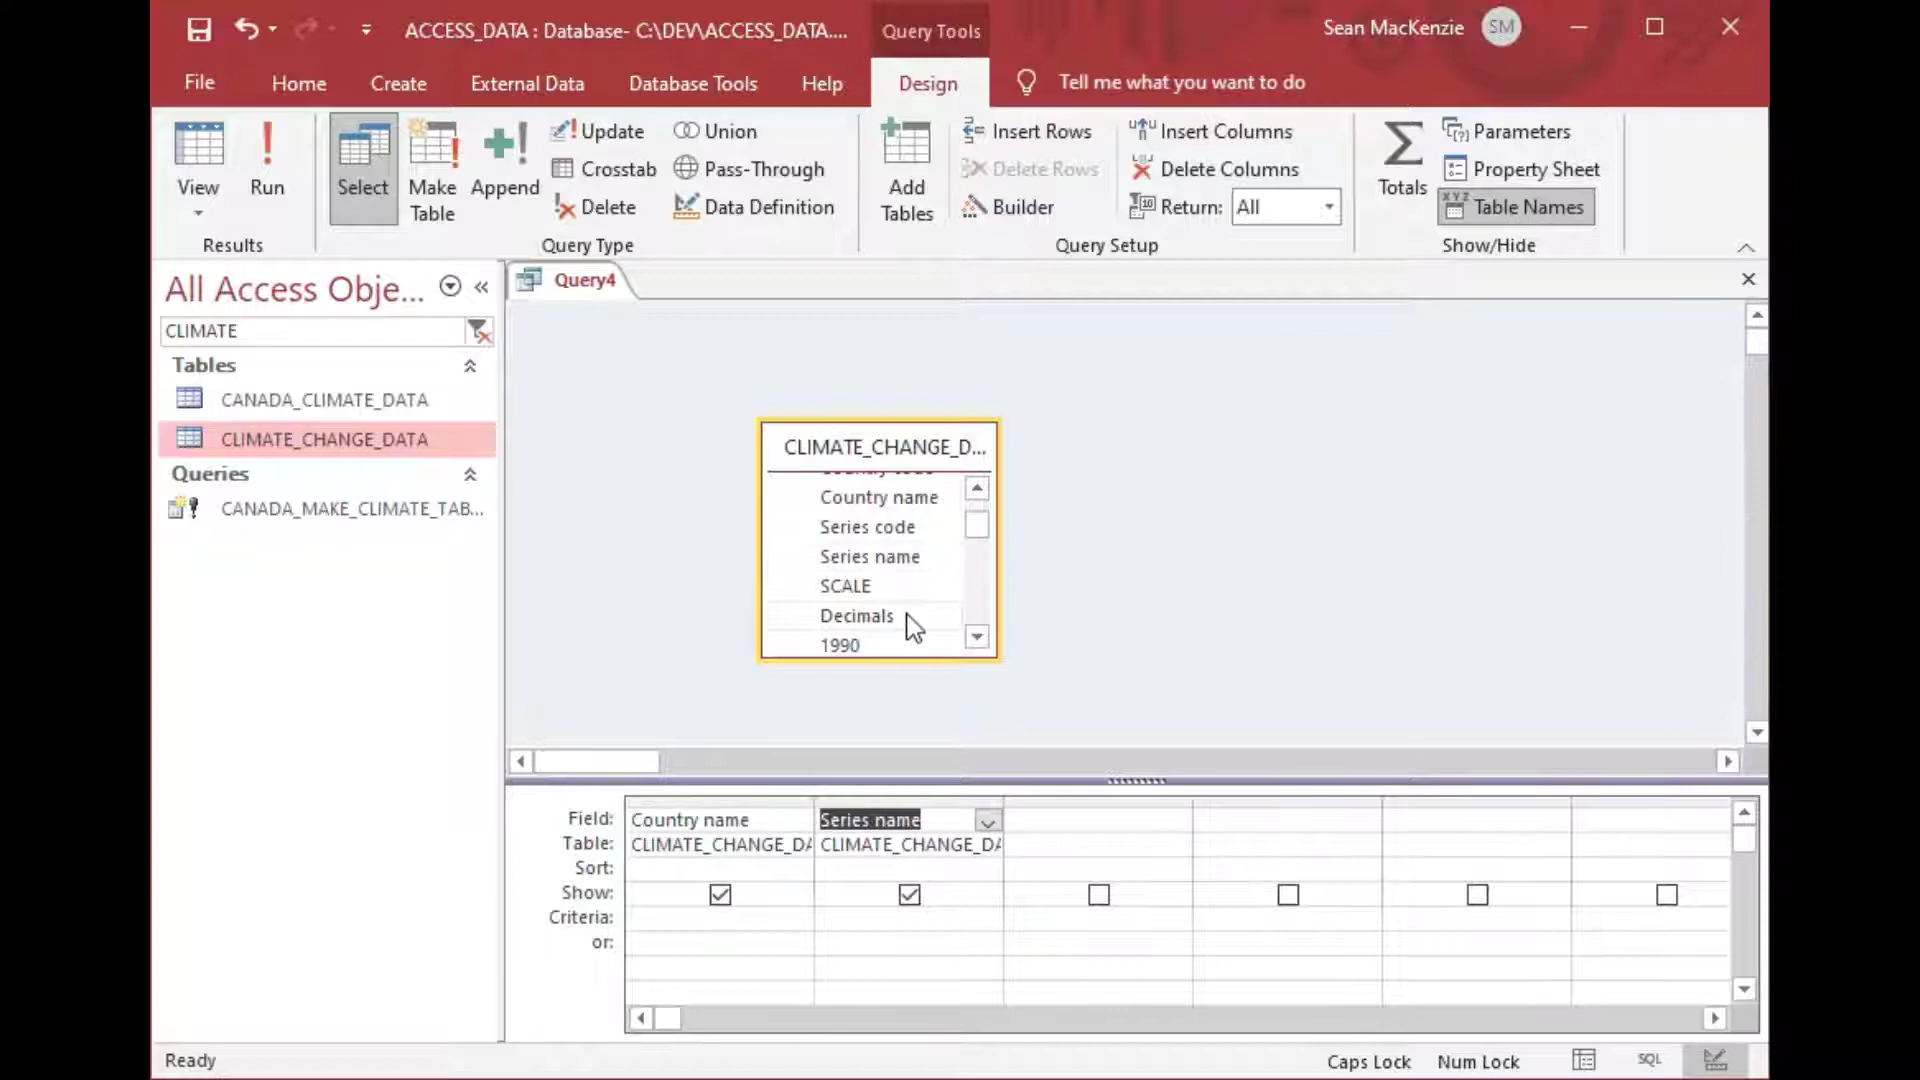 ACCESS_DATA : Database- C:\DEV\ACCESS_DATA....
Query Tools
Sean MacKenzie
SM
File
Home
Create
External Data
Database Tools
Help
Design
Tell me what you want to do
View
Run
Results
Select
Make
Table
Append
Update
Crosstab
Delete
Union
Pass-Through
Data Definition
Query Type
Add
Tables
Insert Rows
Delete Rows
Builder
Insert Columns
Delete Columns
Return: All
Query Setup
Totals
Parameters
Property Sheet
Table Names
Show/Hide
All Access Obje...
CLIMATE
Tables
CANADA_CLIMATE_DATA
CLIMATE_CHANGE_DATA
Queries
CANADA_MAKE_CLIMATE_TAB...
Query4
CLIMATE_CHANGE_D...
Country name
Series code
Series name
SCALE
Decimals
1990
Field: Country name Series name
Table: CLIMATE_CHANGE_DA CLIMATE_CHANGE_DA
Sort:
Show:
Criteria:
or:
Ready
Caps Lock
Num Lock
SQL